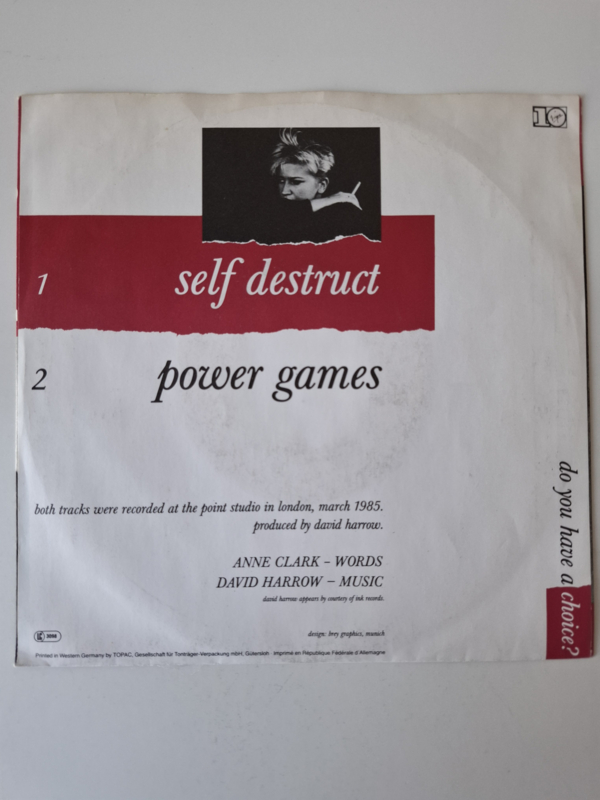 10
Virgin
1 self destruct
2 power games
both tracks were recorded at the point studio in london, march 1985.
produced by david harrow.
ANNE CLARK – WORDS
DAVID HARROW – MUSIC
david harrow appears by courtesy of ink records.
design: brey graphics, munich
Printed in Western Germany by TOPAC, Gesellschaft für Tonträger-Verpackung mbH, Gütersloh · imprimé en République Fédérale d'Allemagne
do you have a choice?